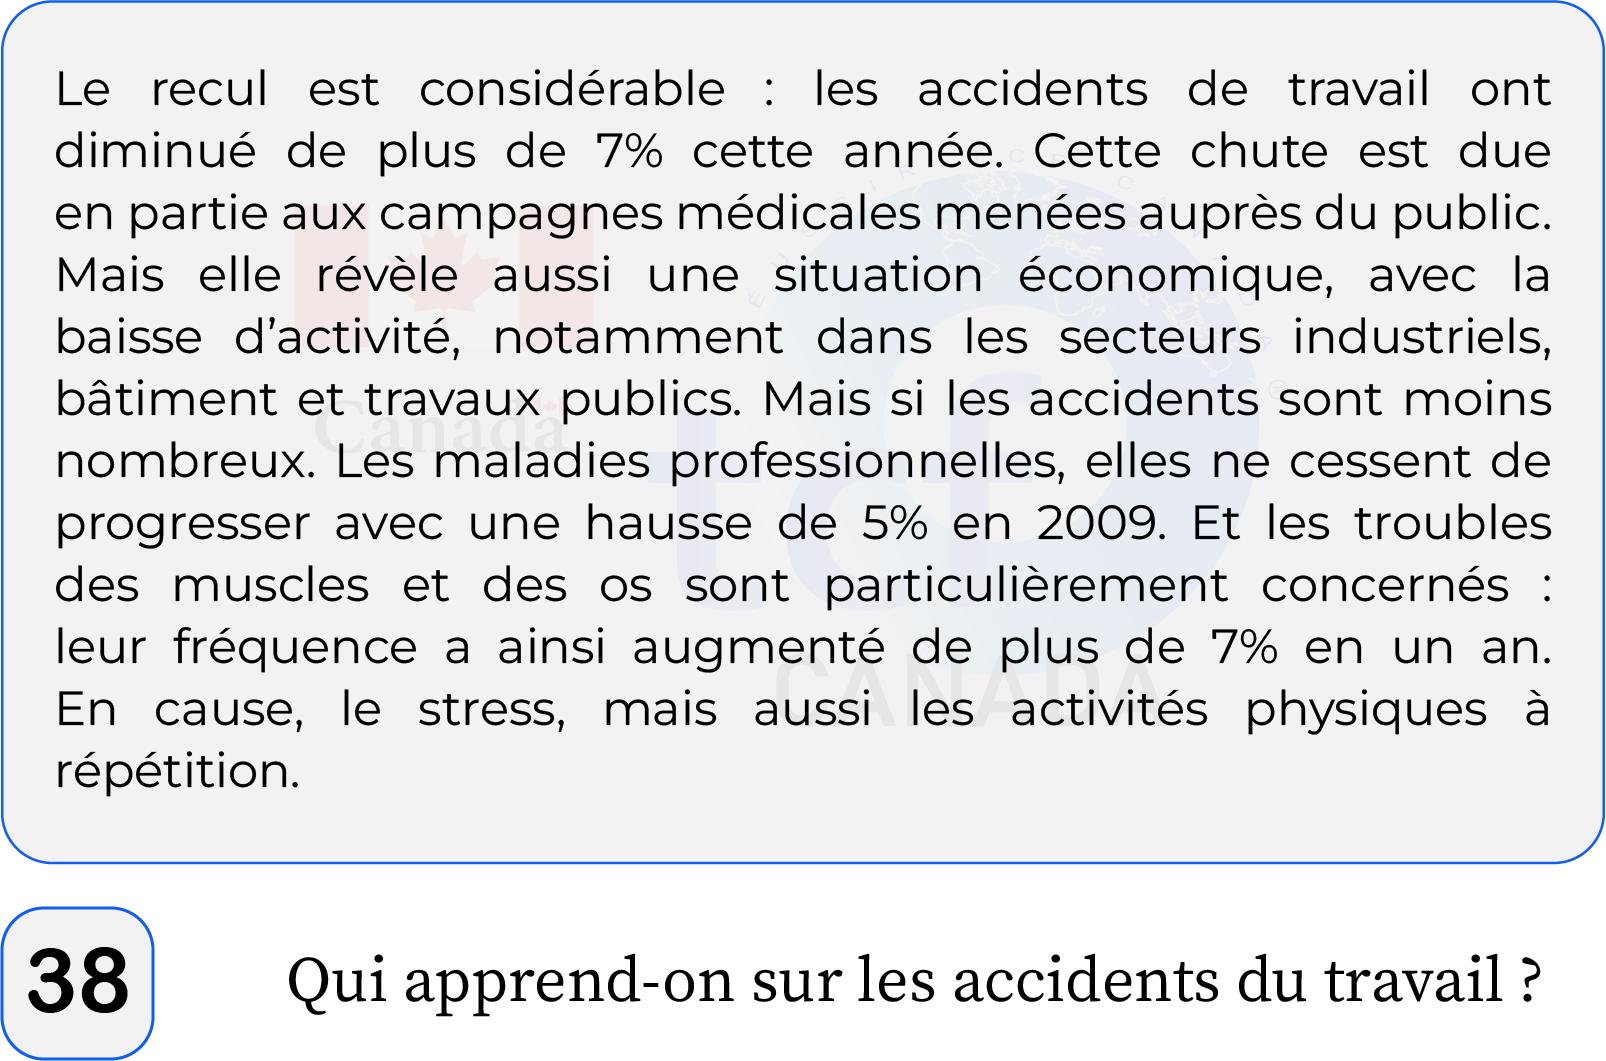 Le recul est considérable : les accidents de travail ont
diminué de plus de 7% cette année. Cette chute est due
en partie aux campagnes médicales menées auprès du public.
Mais elle révèle aussi une situation économique, avec la
baisse d’activité, notamment dans les secteurs industriels,
bâtiment et travaux publics. Mais si les accidents sont moins
nombreux. Les maladies professionnelles, elles ne cessent de
progresser avec une hausse de 5% en 2009. Et les troubles
des muscles et des os sont particulièrement concernés :
leur fréquence a ainsi augmenté de plus de 7% en un an.
En cause, le stress, mais aussi les activités physiques à
répétition.
Canada
tcf
CANADA
38
Qui apprend-on sur les accidents du travail ?